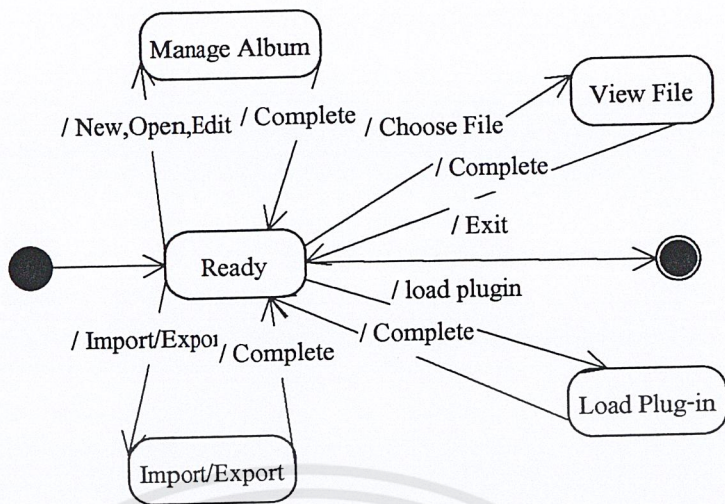 Manage Album
View File
/ New,Open,Edit
/ Complete
/ Choose File
/ Complete
/ Exit
Ready
/ load plugin
/ Import/Expor
/ Complete
/ Complete
Load Plug-in
Import/Export